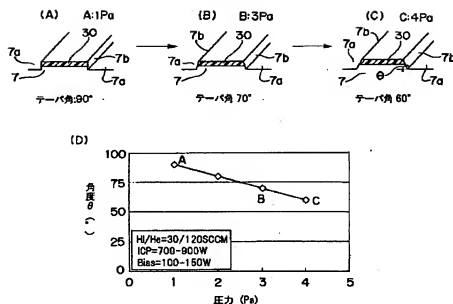 (A) A:1Pa
30
7a
7b
7
7a
テーパ角:90°
(B) B:3Pa
7b
30
7a
7b
7
7a
テーパ角 70°
(C) C:4Pa
30
7a
7b
7
θ
7a
テーパ角 60°
(D)
角度θ (°)
100
75
50
25
0
A
B
C
HI/He=30/120SCCM
ICP=700-900W
Bias=100-150W
0 1 2 3 4 5
圧力 (Pa)